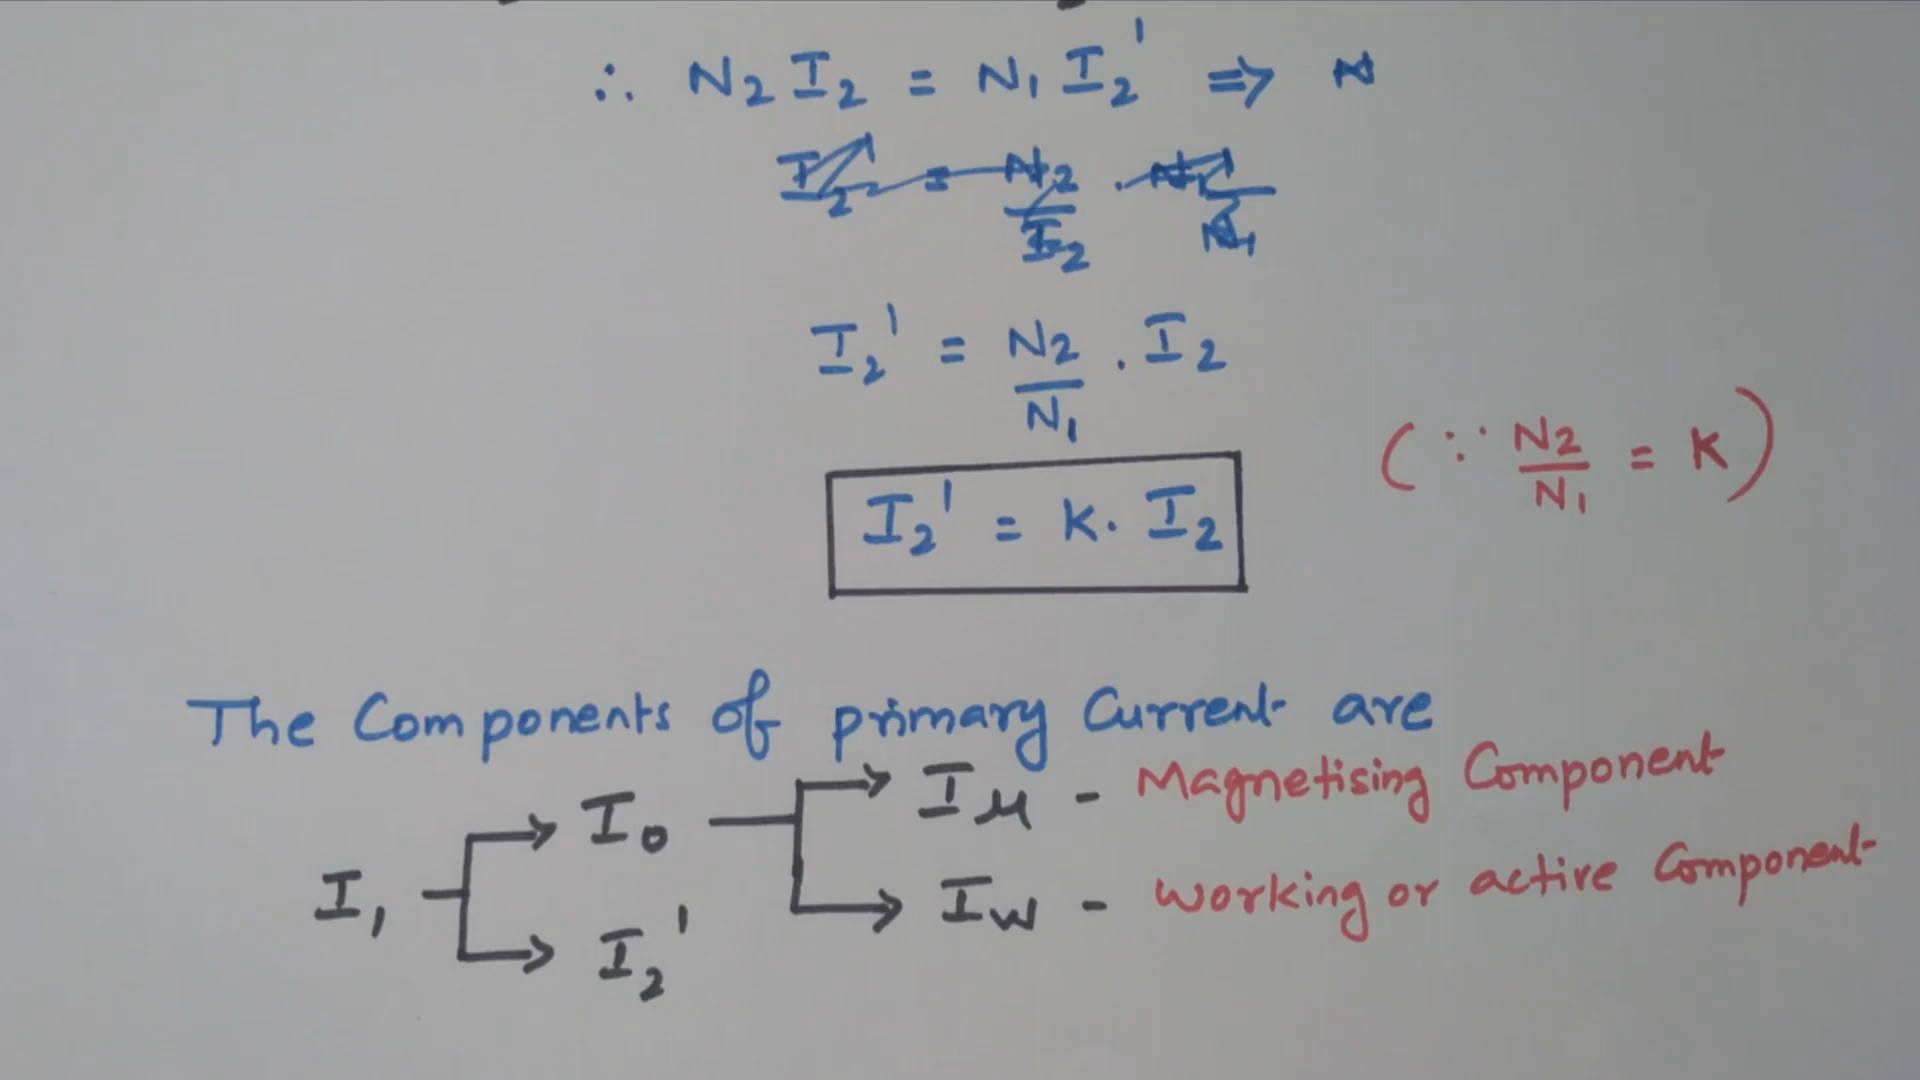 ∴ N₂ I₂ = N₁ I₂' ⇒
I₂' = N₂/N₁ . I₂
(∵ N₂/N₁ = K)
I₂' = K. I₂
The Components of primary Current are
I₀ Iμ - Magnetising Component
I₁
I₂' Iw - working or active Component